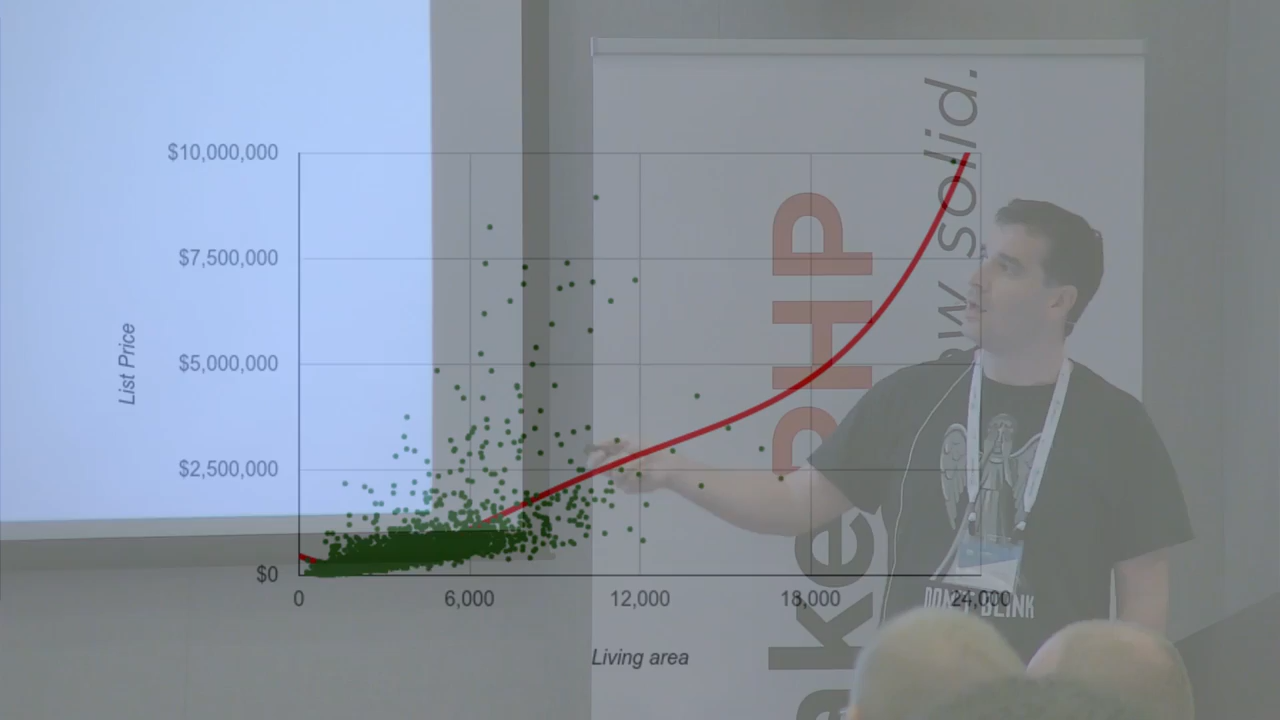 $10,000,000
$7,500,000
$5,000,000
$2,500,000
$0
List Price
0
6,000
12,000
18,000
24,000
Living area
akePHP
w solid.
DON'T BLINK